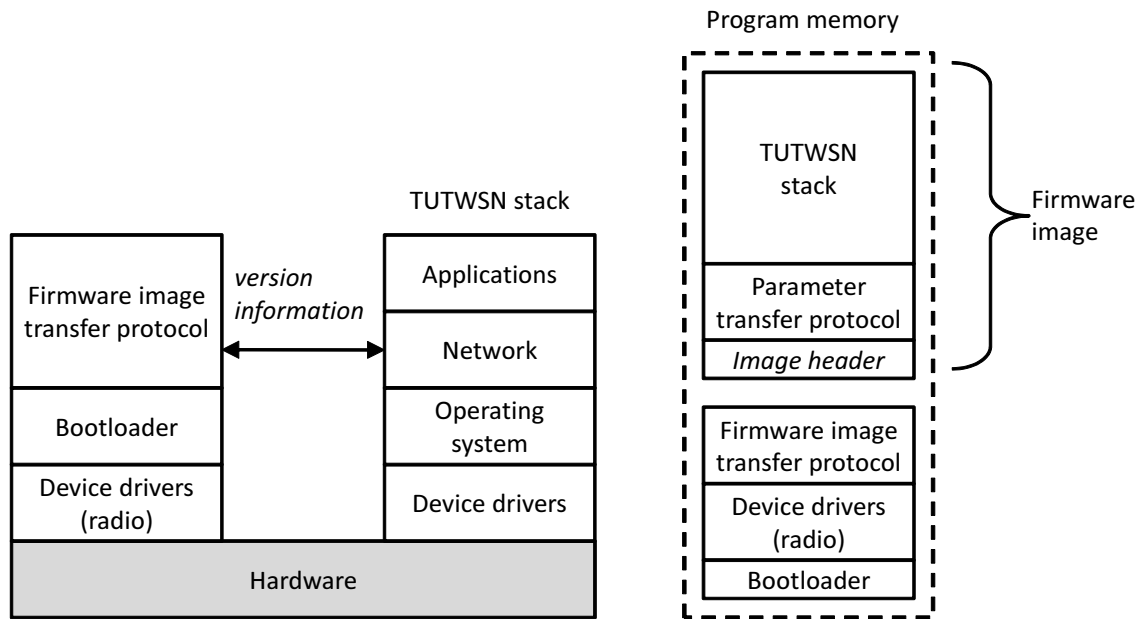 Program memory
TUTWSN
stack
Firmware
image
Parameter
transfer protocol
Image header
Firmware image
transfer protocol
Device drivers
(radio)
Bootloader
TUTWSN stack
Firmware image
transfer protocol
version
information
Applications
Network
Bootloader
Operating
system
Device drivers
(radio)
Device drivers
Hardware